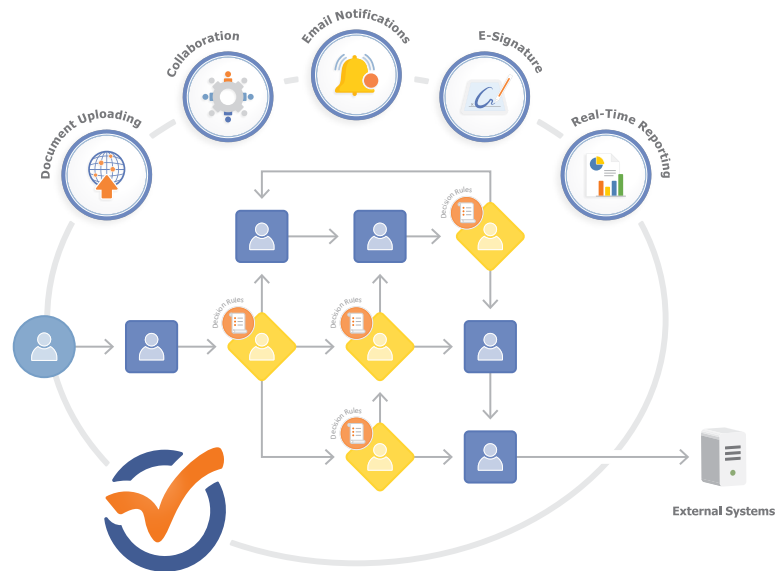 Document Uploading
Collaboration
Email Notifications
E-Signature
Real-Time Reporting
Decision Rules
Decision Rules
Decision Rules
Decision Rules
External Systems